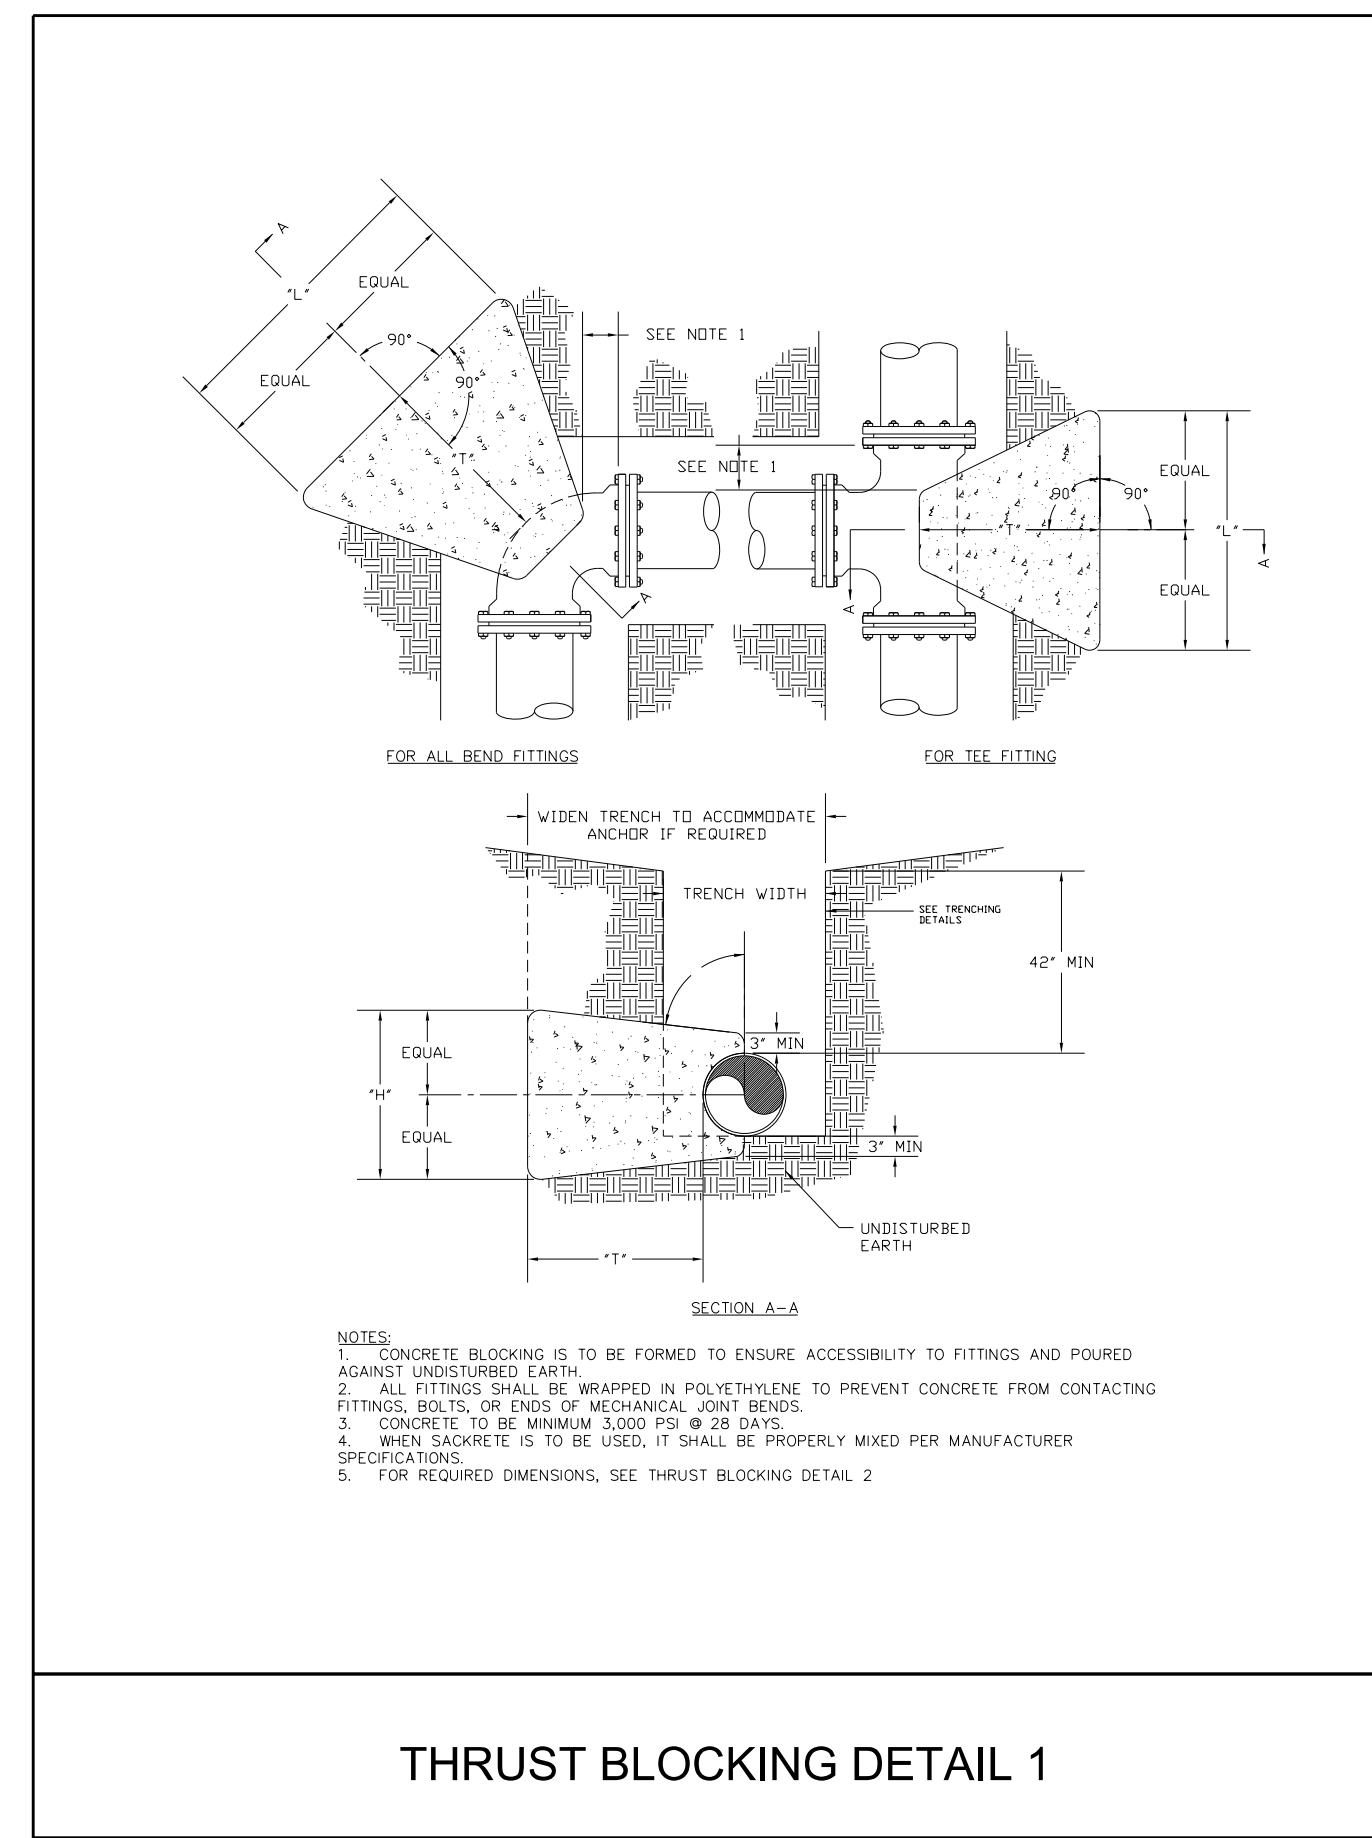 A
"L"
EQUAL
EQUAL
90°
90°
"T"
SEE NOTE 1
SEE NOTE 1
A
EQUAL
90°
90°
"T"
"L"
A
A
EQUAL
FOR ALL BEND FITTINGS
FOR TEE FITTING
WIDEN TRENCH TO ACCOMMODATE
ANCHOR IF REQUIRED
TRENCH WIDTH
SEE TRENCHING
DETAILS
42" MIN
3" MIN
EQUAL
"H"
EQUAL
3" MIN
UNDISTURBED
EARTH
"T"
SECTION A-A
NOTES:
1. CONCRETE BLOCKING IS TO BE FORMED TO ENSURE ACCESSIBILITY TO FITTINGS AND POURED
AGAINST UNDISTURBED EARTH.
2. ALL FITTINGS SHALL BE WRAPPED IN POLYETHYLENE TO PREVENT CONCRETE FROM CONTACTING
FITTINGS, BOLTS, OR ENDS OF MECHANICAL JOINT BENDS.
3. CONCRETE TO BE MINIMUM 3,000 PSI @ 28 DAYS.
4. WHEN SACKRETE IS TO BE USED, IT SHALL BE PROPERLY MIXED PER MANUFACTURER
SPECIFICATIONS.
5. FOR REQUIRED DIMENSIONS, SEE THRUST BLOCKING DETAIL 2
THRUST BLOCKING DETAIL 1